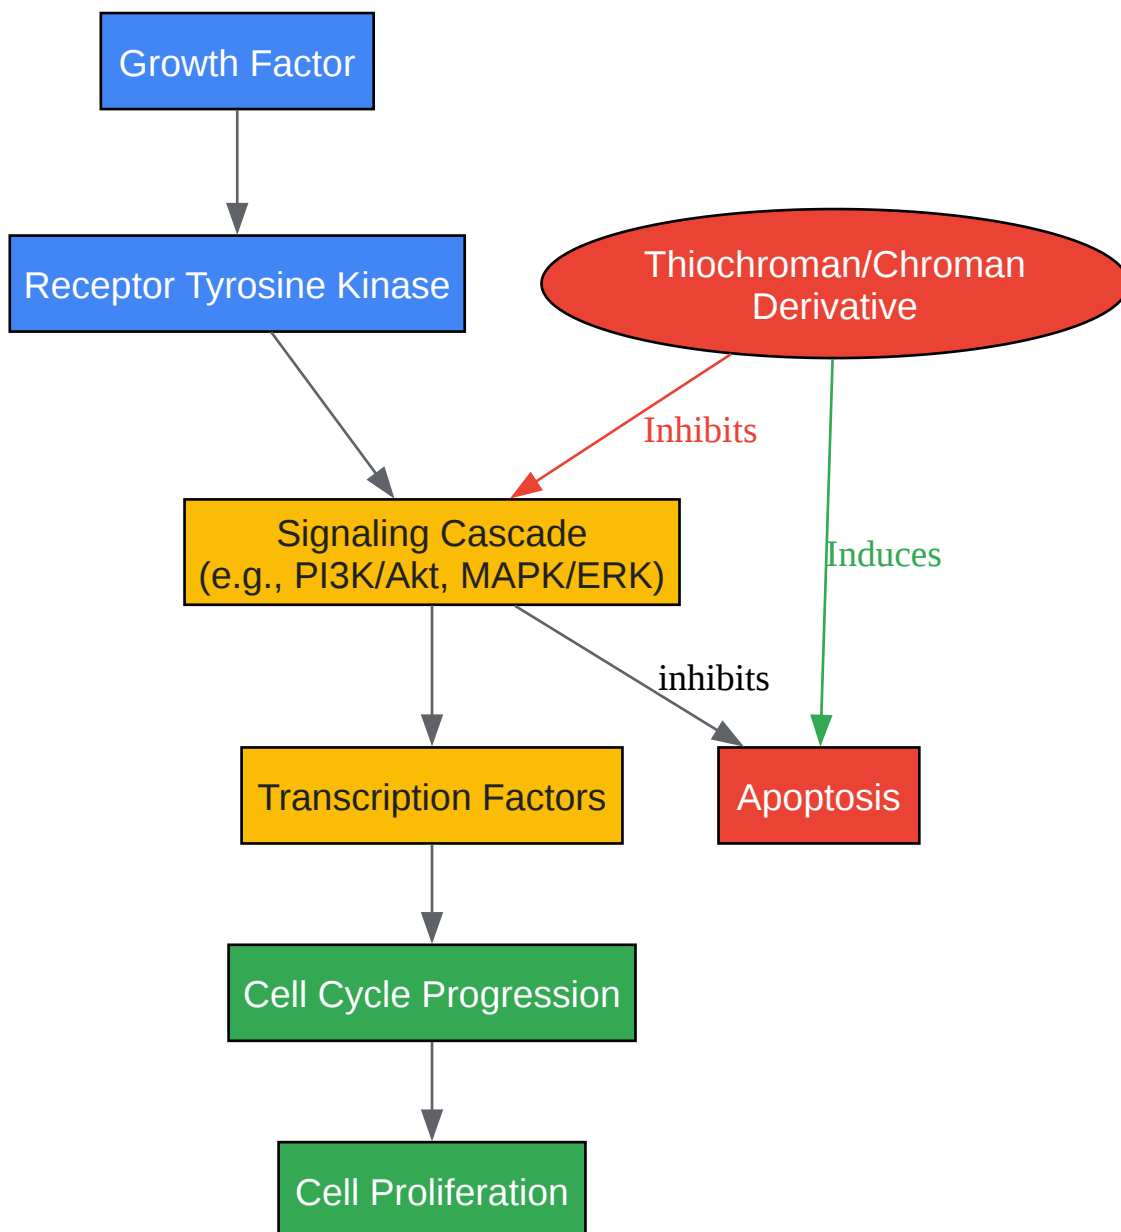 Growth Factor
Receptor Tyrosine Kinase
Thiochroman/Chroman
Derivative
Inhibits
Signaling Cascade
(e.g., PI3K/Akt, MAPK/ERK)
Induces
inhibits
Transcription Factors
Apoptosis
Cell Cycle Progression
Cell Proliferation